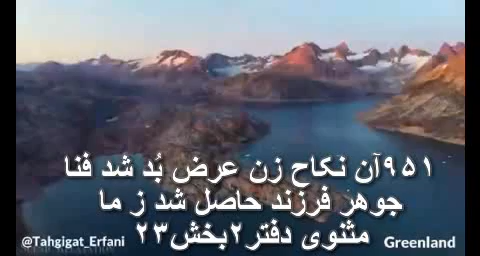 ۹۵۱آن نکاح زن عرض بُد شد فنا
جوهر فرزند حاصل شد ز ما
مثنوی دفتر۲بخش۲۳
@Tahgigat_Erfani
Greenland